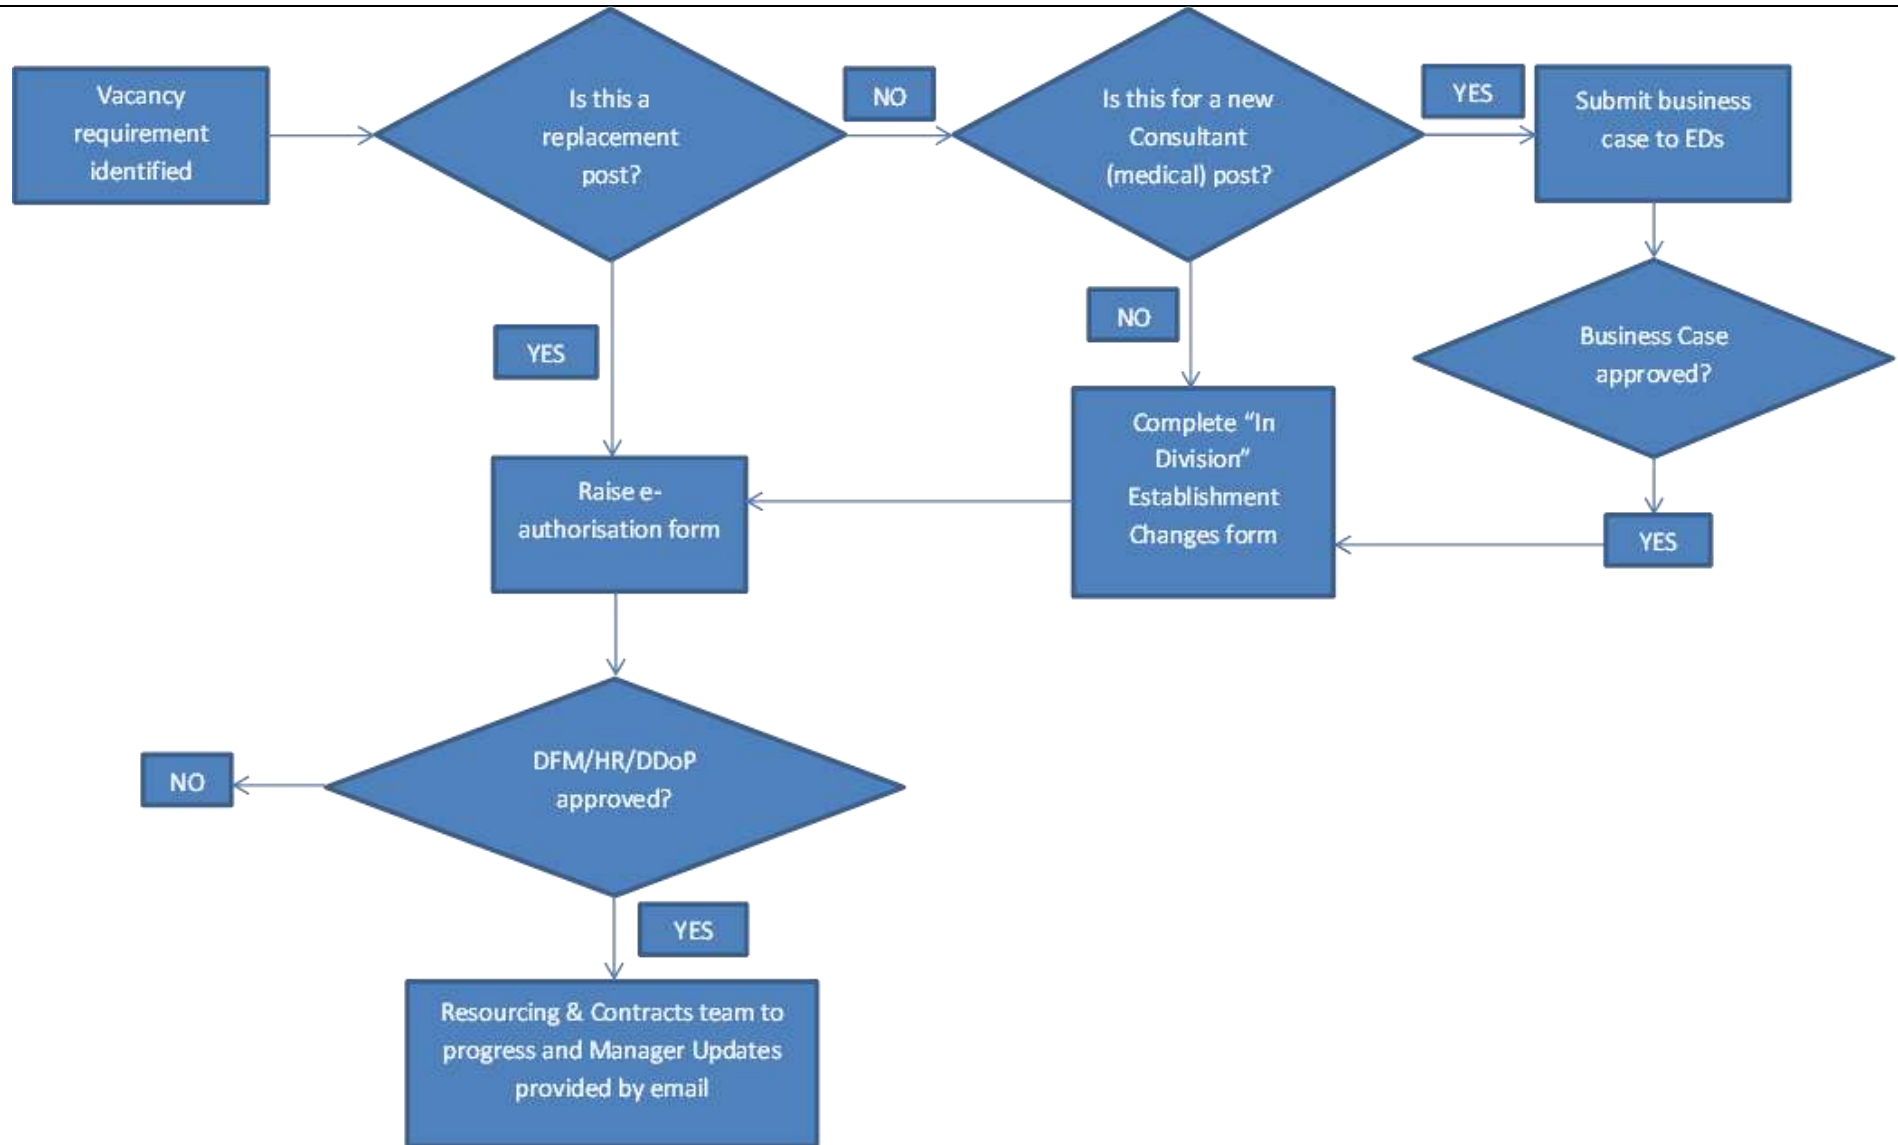 Vacancy
requirement
identified
Is this a
replacement
post?
NO
Is this for a new
Consultant
(medical) post?
YES
Submit business
case to EDs
YES
NO
Business Case
approved?
Complete “In
Division”
Establishment
Changes form
Raise e-
authorisation form
YES
DFM/HR/DDoP
approved?
NO
YES
Resourcing & Contracts team to
progress and Manager Updates
provided by email